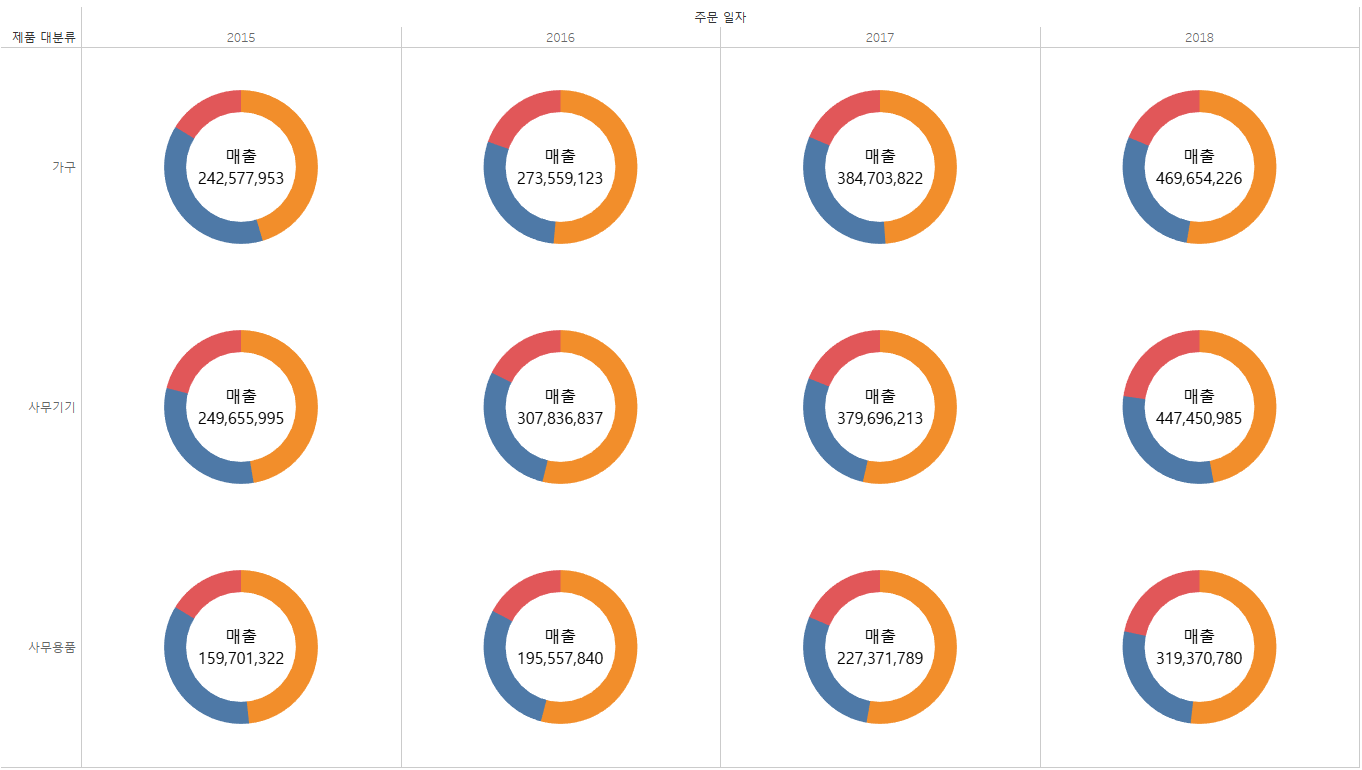 주문 일자
제품 대분류 2015 2016 2017 2018
가구
매출
242,577,953
매출
273,559,123
매출
384,703,822
매출
469,654,226
사무기기
매출
249,655,995
매출
307,836,837
매출
379,696,213
매출
447,450,985
사무용품
매출
159,701,322
매출
195,557,840
매출
227,371,789
매출
319,370,780